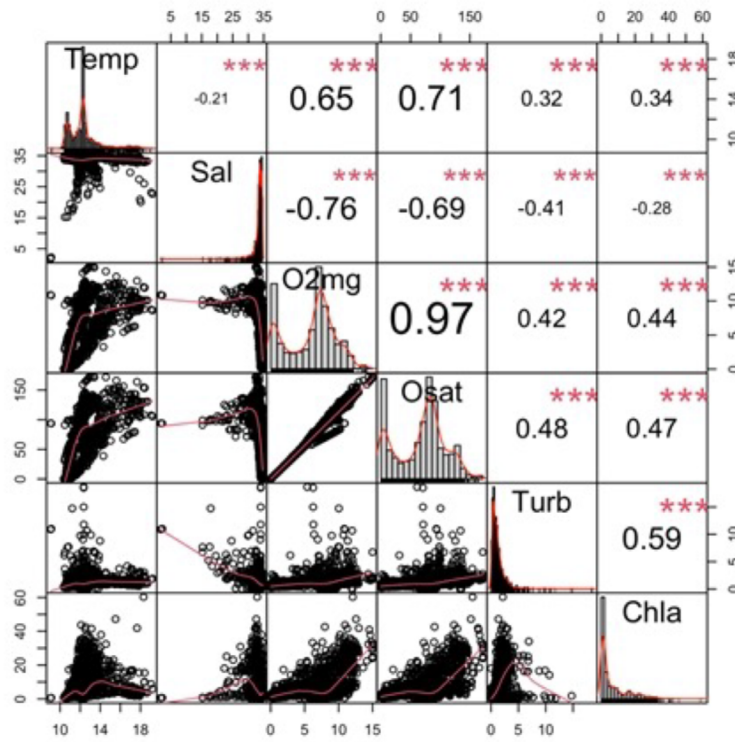 5 15 25 35 0 50 150 0 20 40 60
Temp *** *** *** *** ***
-0.21 0.65 0.71 0.32 0.34
10 14 18
Sal *** *** *** ***
-0.76 -0.69 -0.41 -0.28
5 15 25 35
O2mg *** *** ***
0.97 0.42 0.44
0 5 10 15
Osat *** ***
0.48 0.47
0 50 150
Turb ***
0.59
0 5 10
Chla
0 20 40 60
10 14 18 0 5 10 15 0 5 10